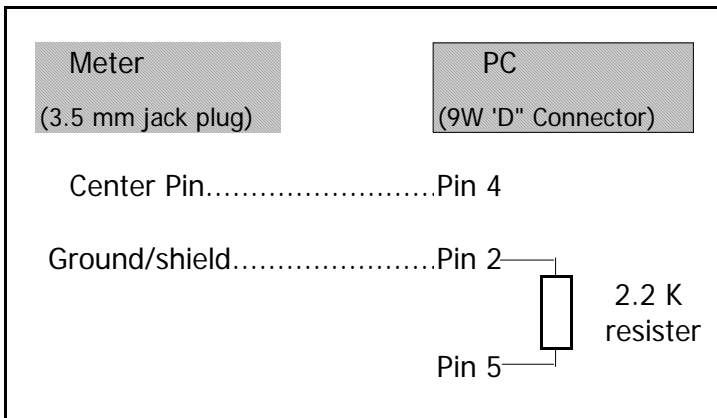 Meter PC
(3.5 mm jack plug) (9W 'D" Connector)
Center Pin..........................Pin 4
Ground/shield.......................Pin 2
2.2 K
resister
Pin 5